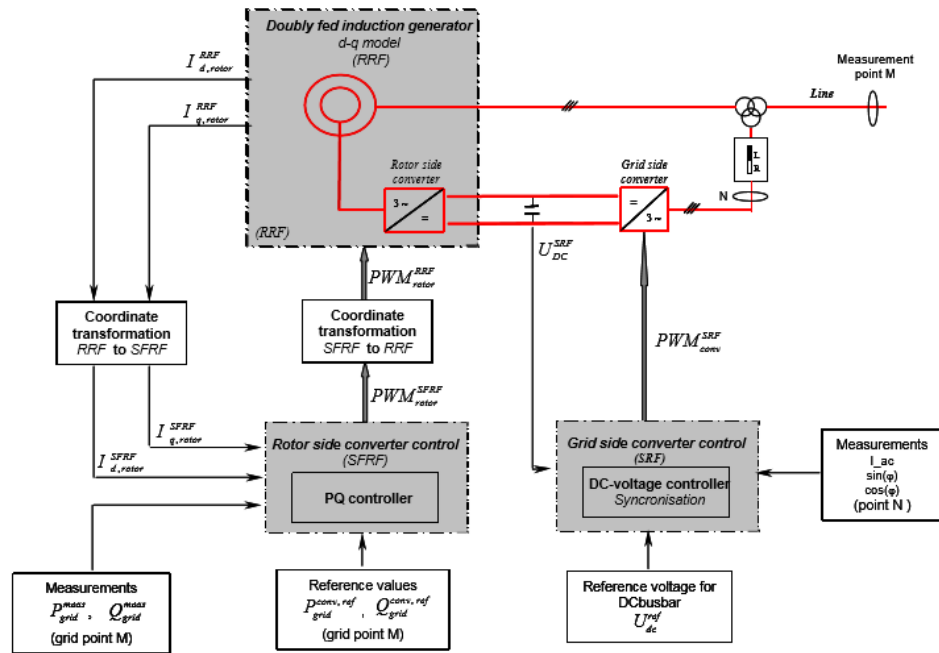 Doubly fed induction generator
d-q model
(RRF)
I RRF d,rotor
I RRF q,rotor
Measurement
point M
Line
L
R
N
Rotor side
converter
3 ~
=
Grid side
converter
=
3 ~
(RRF)
U SRF DC
PWM RRF rotor
Coordinate
transformation
RRF to SFRF
Coordinate
transformation
SFRF to RRF
PWM SRF conv
PWM SFRF rotor
I SFRF q,rotor
I SFRF d,rotor
Rotor side converter control
(SFRF)
PQ controller
Grid side converter control
(SRF)
DC-voltage controller
Syncronisation
Measurements
I_ac
sin(φ)
cos(φ)
(point N )
Measurements
P meas grid , Q meas grid
(grid point M)
Reference values
P conv, ref grid , Q conv, ref grid
(grid point M)
Reference voltage for
DCbusbar
U ref dc